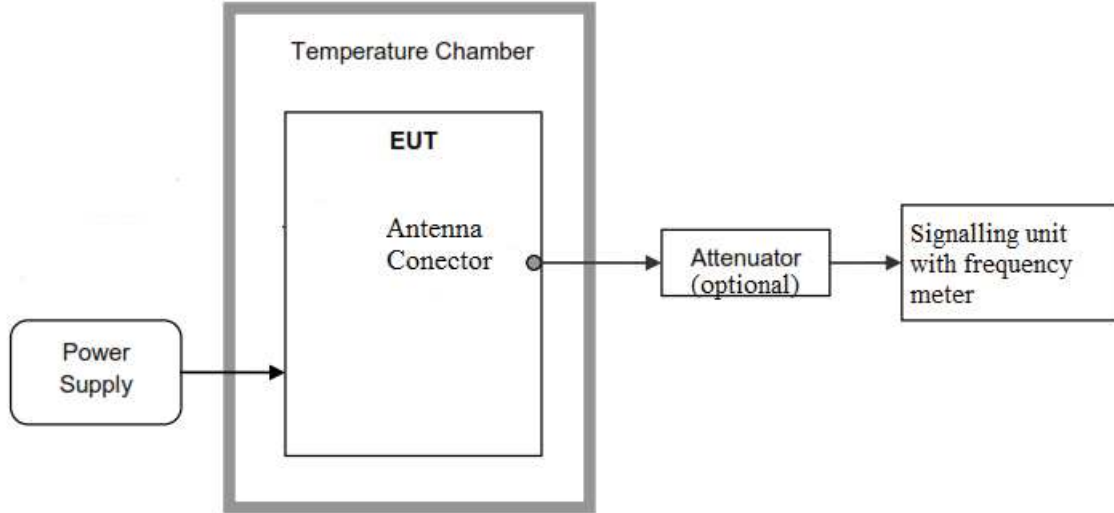 Temperature Chamber
EUT
Antenna
Conector
Attenuator
(optional)
Signalling unit
with frequency
meter
Power
Supply